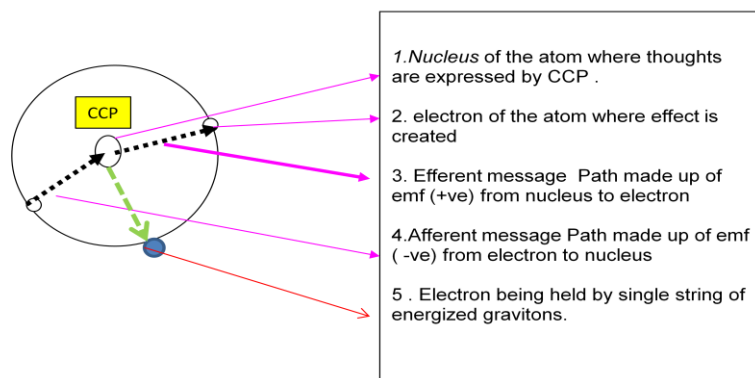 CCP
1.Nucleus of the atom where thoughts
are expressed by CCP .
2. electron of the atom where effect is
created
3. Efferent message Path made up of
emf (+ve) from nucleus to electron
4.Afferent message Path made up of emf
( -ve) from electron to nucleus
5 . Electron being held by single string of
energized gravitons.